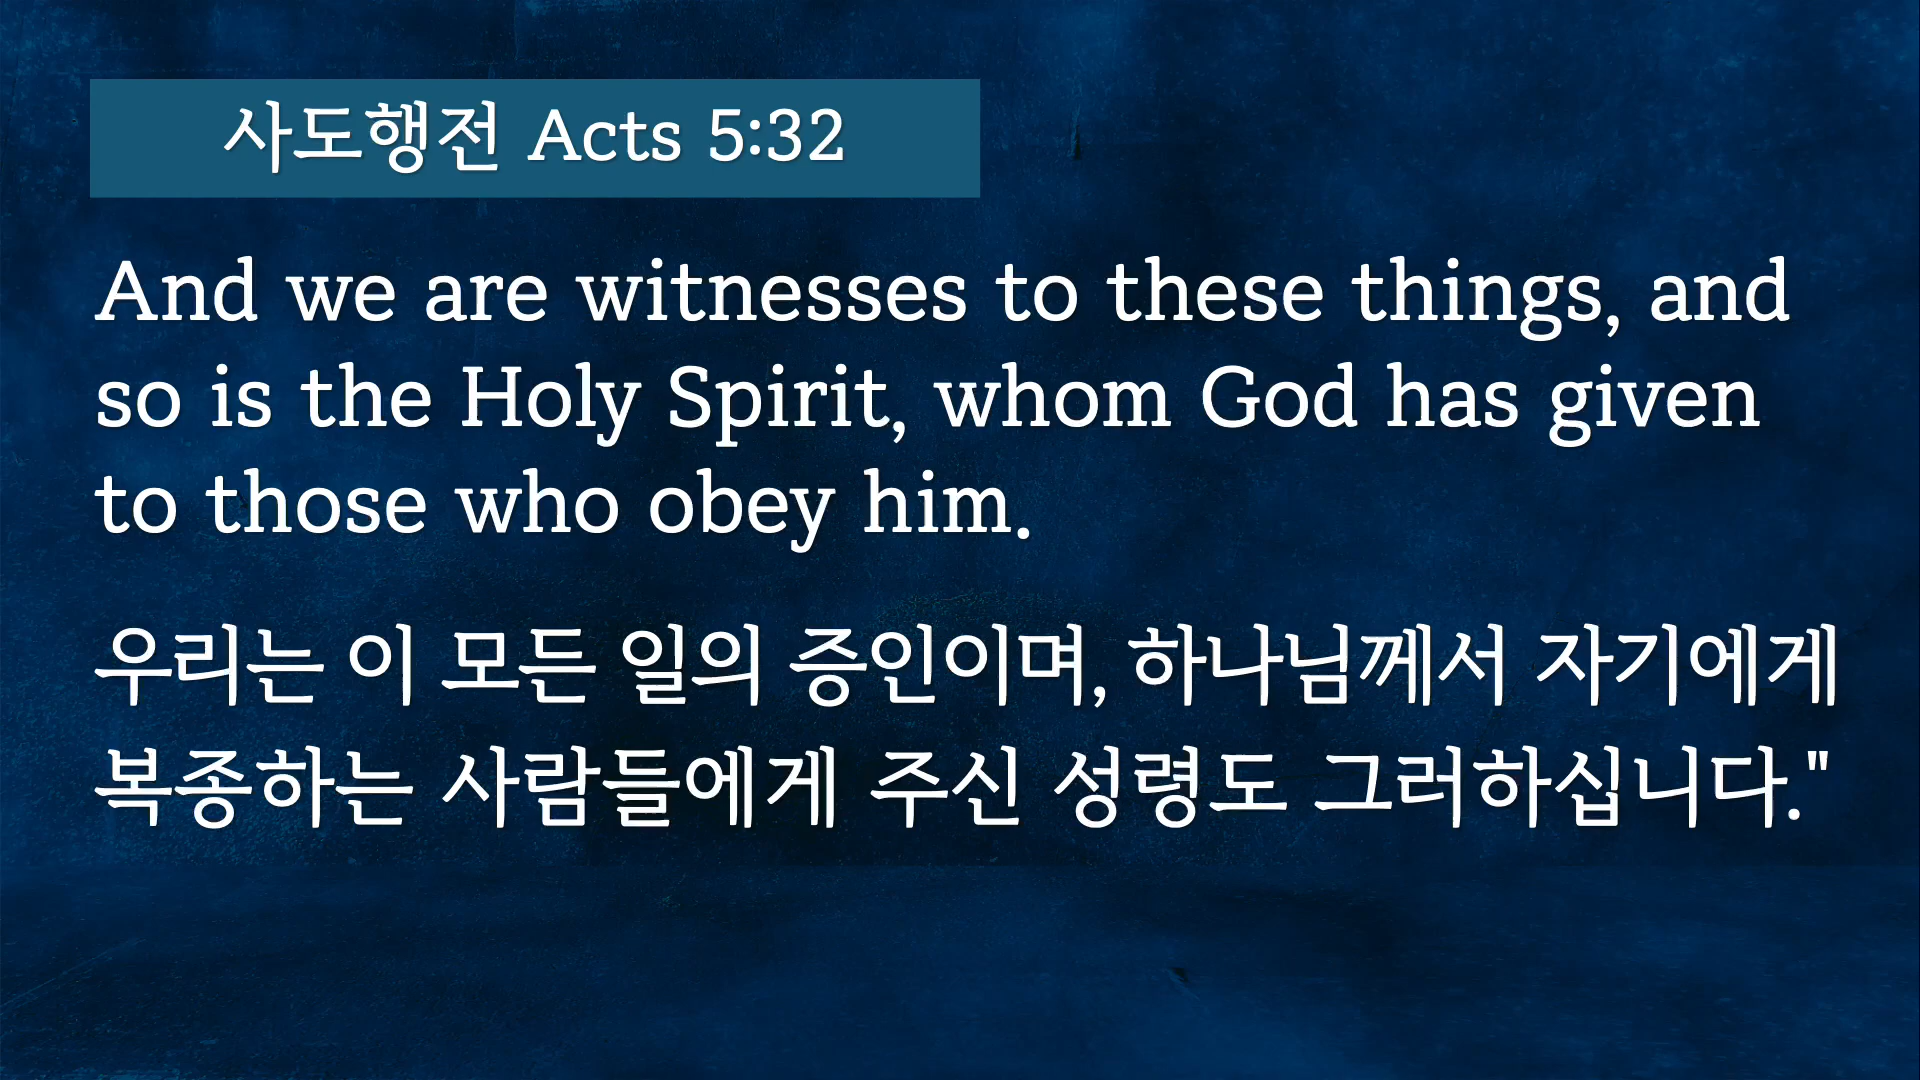 사도행전 Acts 5:32
And we are witnesses to these things, and
so is the Holy Spirit, whom God has given
to those who obey him.
우리는 이 모든 일의 증인이며, 하나님께서 자기에게
복종하는 사람들에게 주신 성령도 그러하십니다."